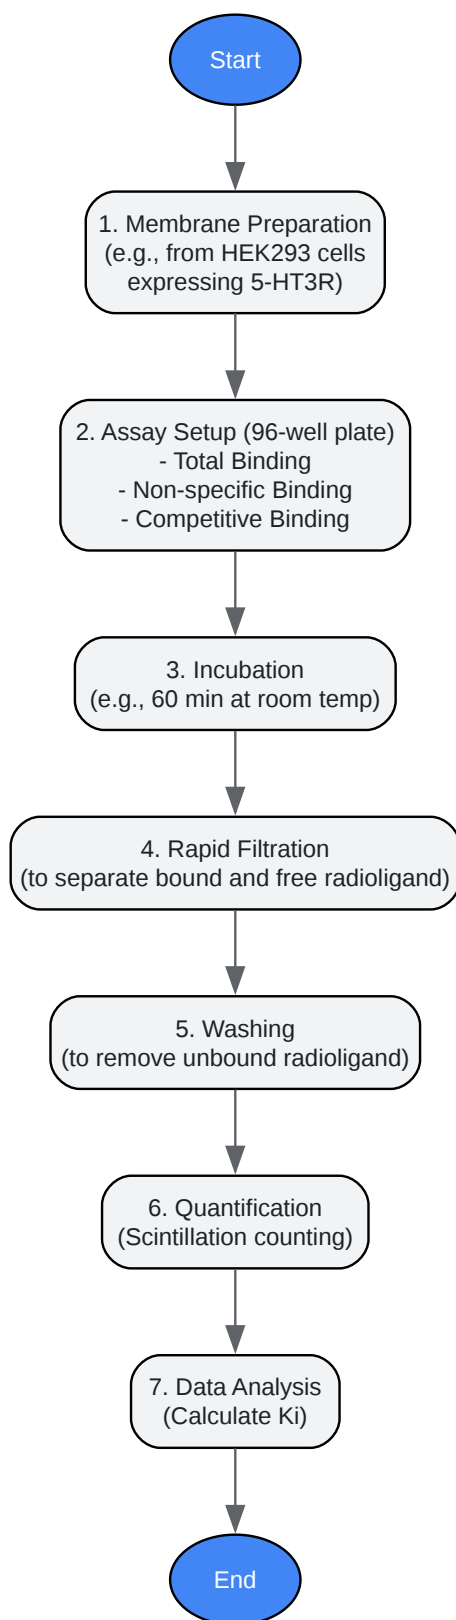 Start
1. Membrane Preparation
(e.g., from HEK293 cells
expressing 5-HT3R)
2. Assay Setup (96-well plate)
- Total Binding
- Non-specific Binding
- Competitive Binding
3. Incubation
(e.g., 60 min at room temp)
4. Rapid Filtration
(to separate bound and free radioligand)
5. Washing
(to remove unbound radioligand)
6. Quantification
(Scintillation counting)
7. Data Analysis
(Calculate Ki)
End